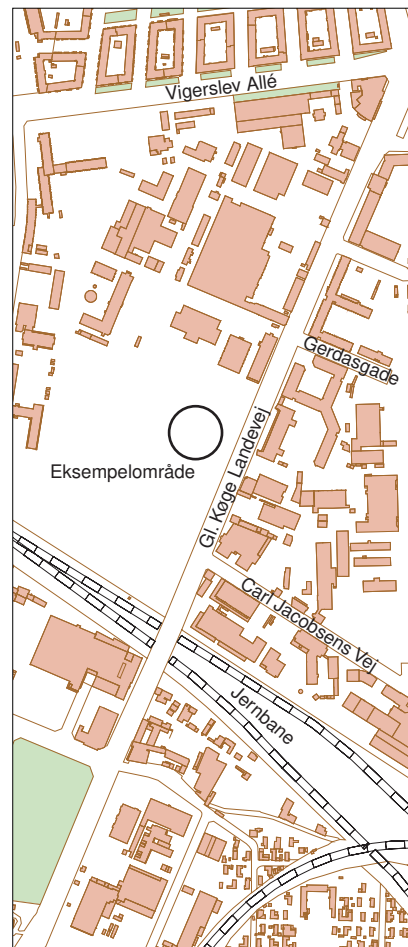 Vigerslev Allé
Gerdasgade
Gl. Køge Landevej
Eksempelområde
Carl Jacobsens Vej
Jernbane